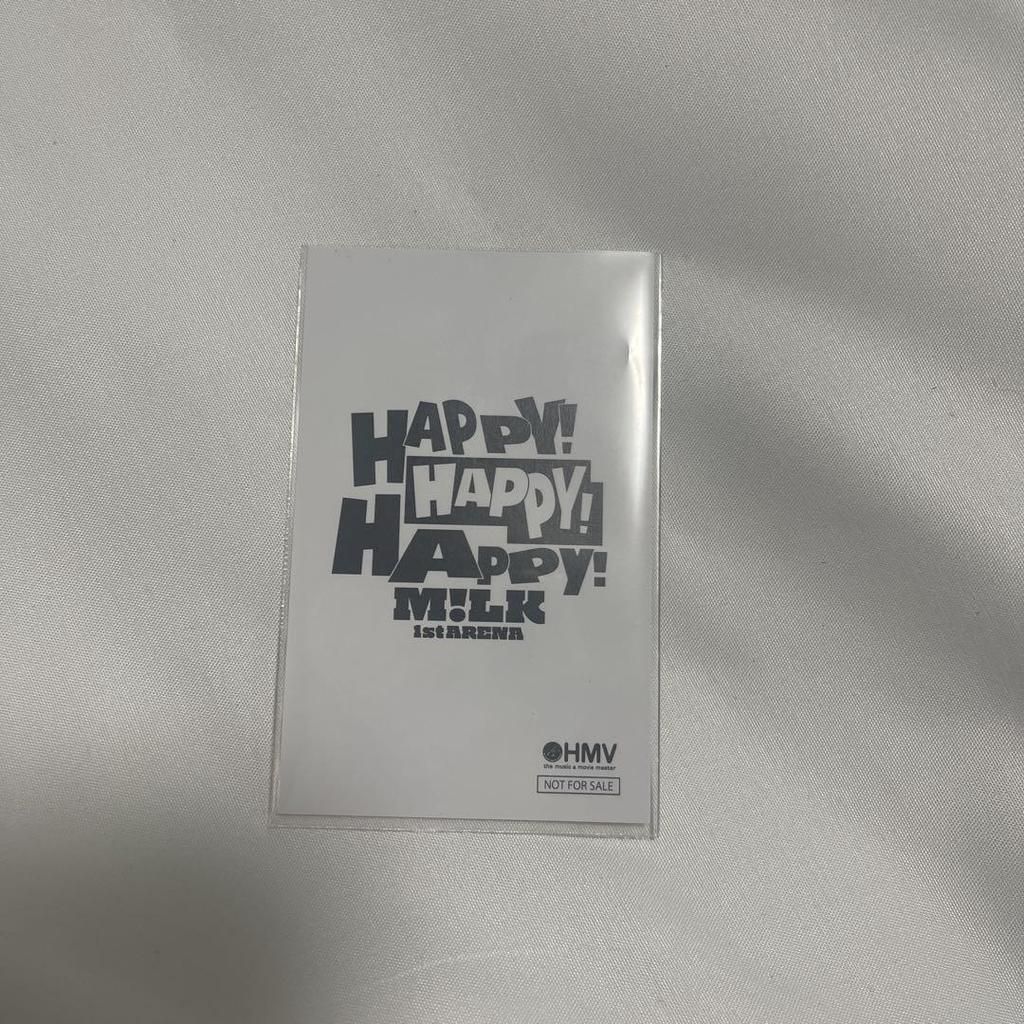 HAPPY!
HAPPY!
HAPPY!
M!LK
1st ARENA
HMV
the music & movie master
NOT FOR SALE